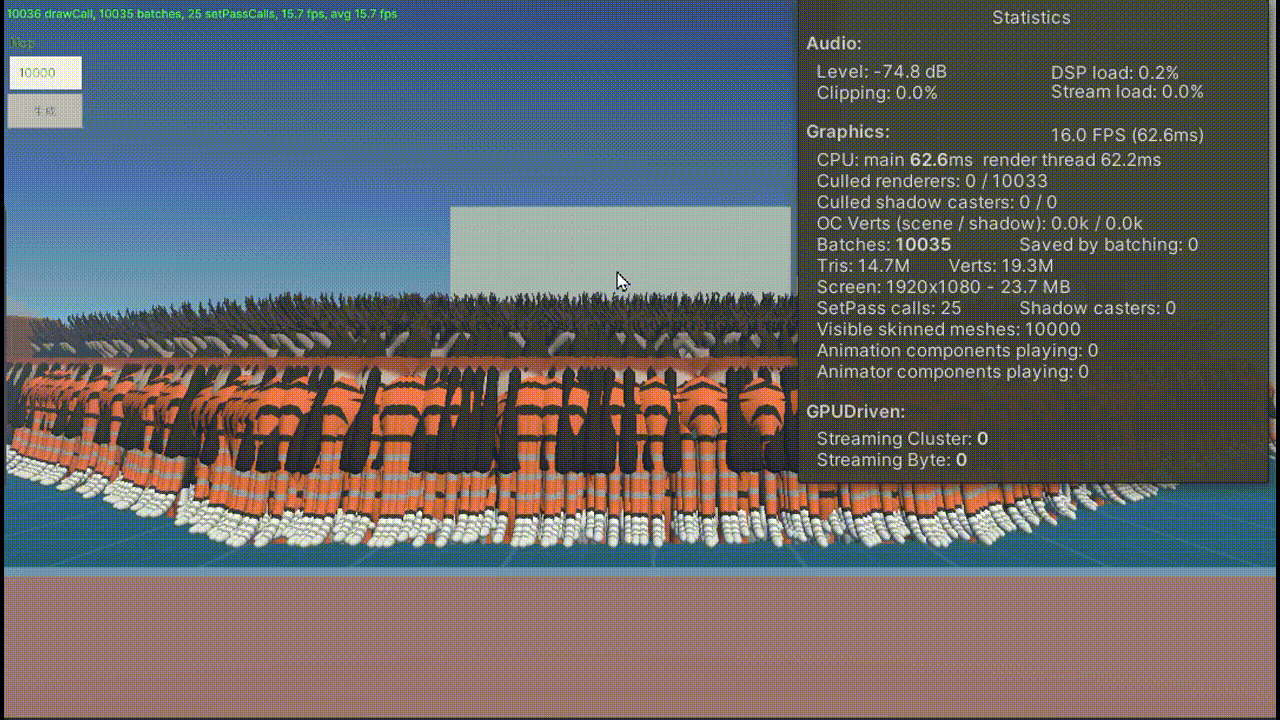 10036 drawCall, 10035 batches, 25 setPassCalls, 15.7 fps, avg 15.7 fps
10000
生成
Statistics
Audio:
Level: -74.8 dB DSP load: 0.2%
Clipping: 0.0% Stream load: 0.0%
Graphics: 16.0 FPS (62.6ms)
CPU: main 62.6ms render thread 62.2ms
Culled renderers: 0 / 10033
Culled shadow casters: 0 / 0
OC Verts (scene / shadow): 0.0k / 0.0k
Batches: 10035 Saved by batching: 0
Tris: 14.7M Verts: 19.3M
Screen: 1920x1080 - 23.7 MB
SetPass calls: 25 Shadow casters: 0
Visible skinned meshes: 10000
Animation components playing: 0
Animator components playing: 0
GPUDriven:
Streaming Cluster: 0
Streaming Byte: 0